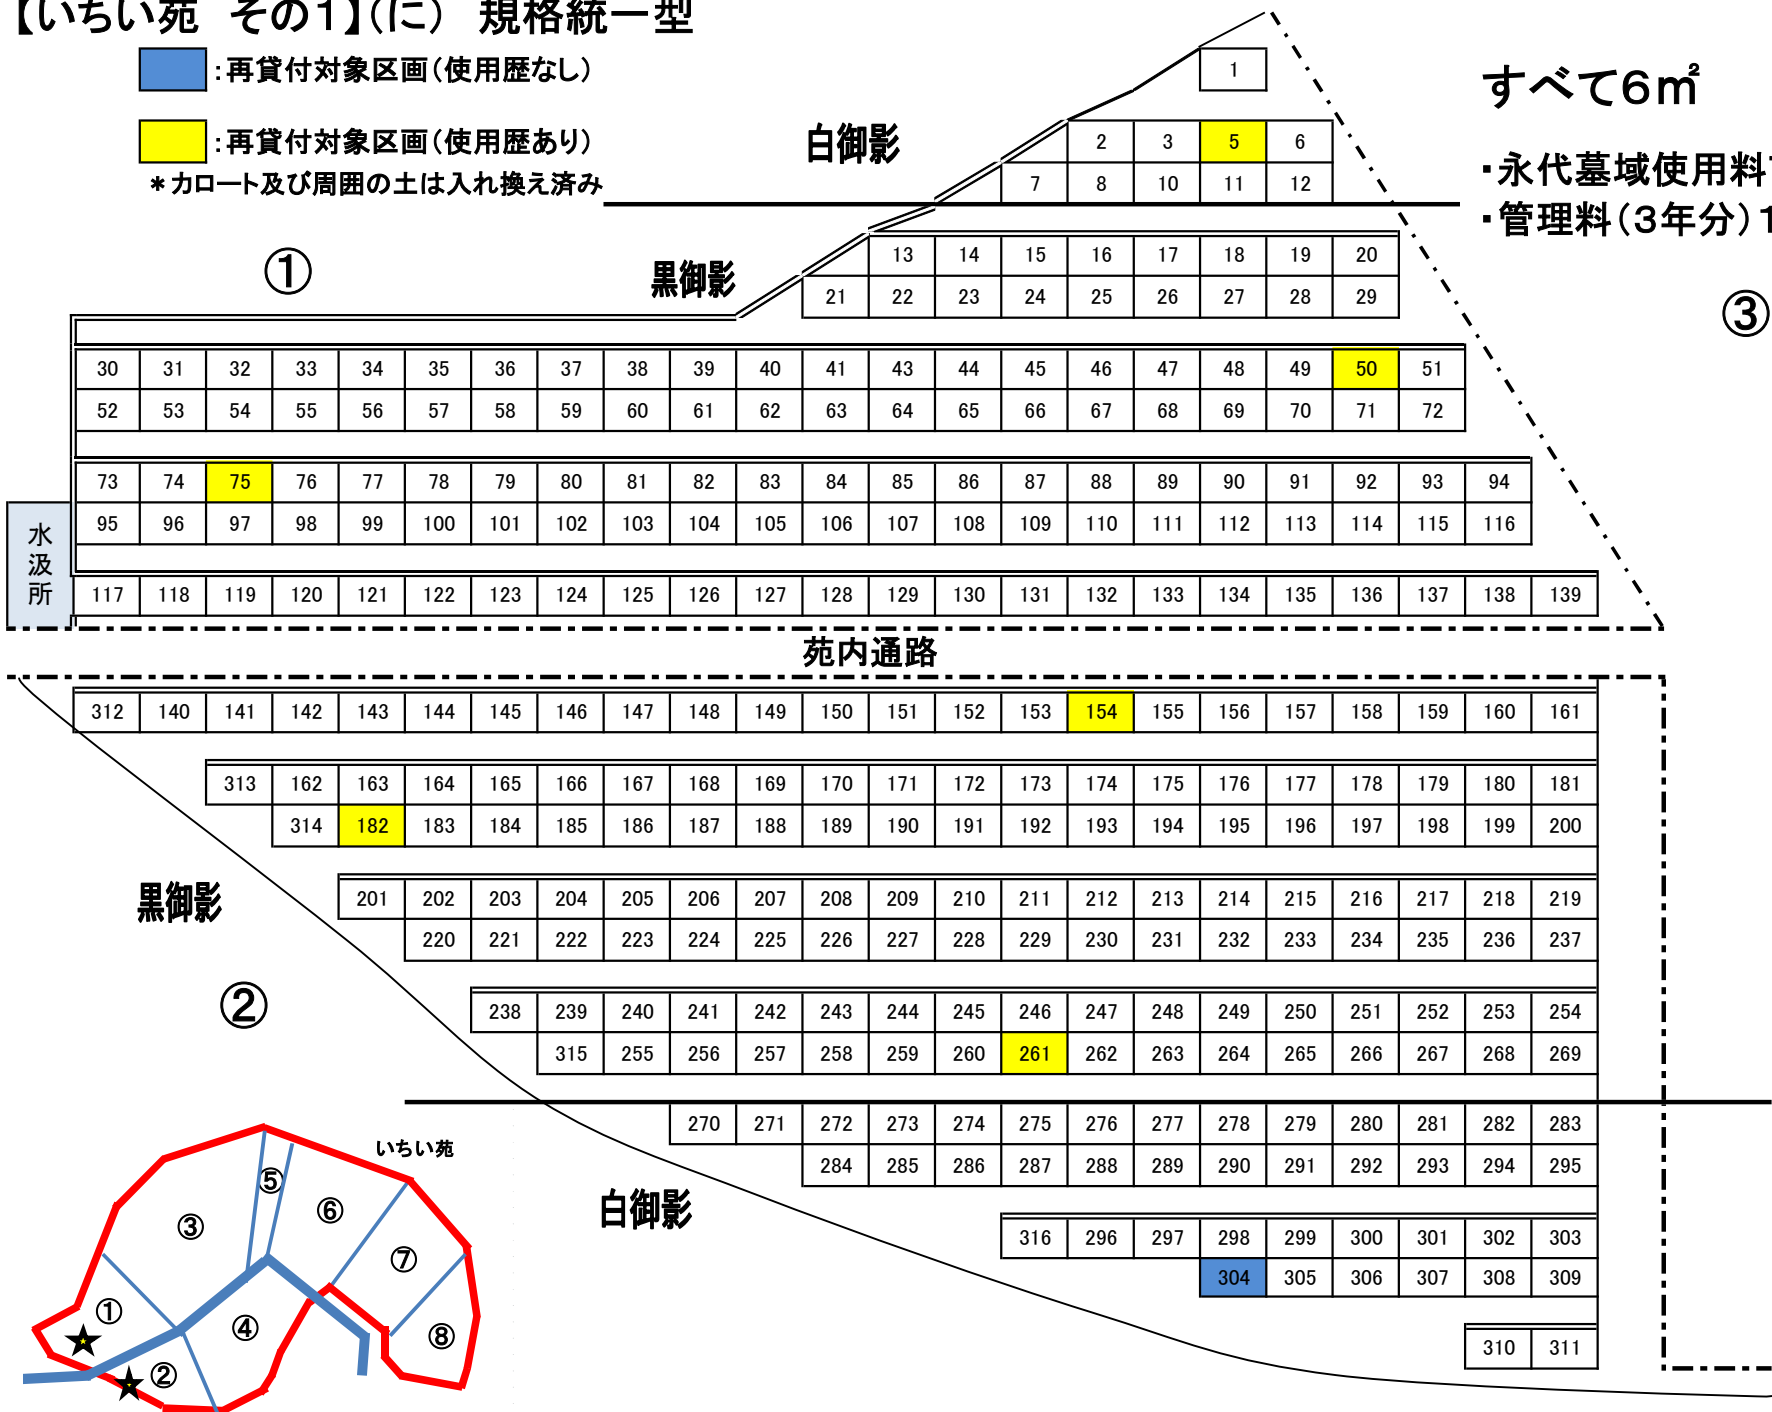 【いちい苑　その１】(に)　規格統一型
：再貸付対象区画（使用歴なし）
：再貸付対象区画（使用歴あり）
＊カロート及び周囲の土は入れ換え済み
すべて6㎡
・永代墓域使用料
・管理料（3年分）1
白御影
1
2 3 5 6
7 8 10 11 12
①
黒御影
③
13 14 15 16 17 18 19 20
21 22 23 24 25 26 27 28 29
30 31 32 33 34 35 36 37 38 39 40 41 43 44 45 46 47 48 49 50 51
52 53 54 55 56 57 58 59 60 61 62 63 64 65 66 67 68 69 70 71 72
73 74 75 76 77 78 79 80 81 82 83 84 85 86 87 88 89 90 91 92 93 94
95 96 97 98 99 100 101 102 103 104 105 106 107 108 109 110 111 112 113 114 115 116
水汲所
117 118 119 120 121 122 123 124 125 126 127 128 129 130 131 132 133 134 135 136 137 138 139
苑内通路
312 140 141 142 143 144 145 146 147 148 149 150 151 152 153 154 155 156 157 158 159 160 161
313 162 163 164 165 166 167 168 169 170 171 172 173 174 175 176 177 178 179 180 181
314 182 183 184 185 186 187 188 189 190 191 192 193 194 195 196 197 198 199 200
黒御影
201 202 203 204 205 206 207 208 209 210 211 212 213 214 215 216 217 218 219
220 221 222 223 224 225 226 227 228 229 230 231 232 233 234 235 236 237
②
238 239 240 241 242 243 244 245 246 247 248 249 250 251 252 253 254
315 255 256 257 258 259 260 261 262 263 264 265 266 267 268 269
270 271 272 273 274 275 276 277 278 279 280 281 282 283
284 285 286 287 288 289 290 291 292 293 294 295
白御影
316 296 297 298 299 300 301 302 303
304 305 306 307 308 309
310 311
いちい苑
⑤
⑥
③
⑦
①
④
⑧
②